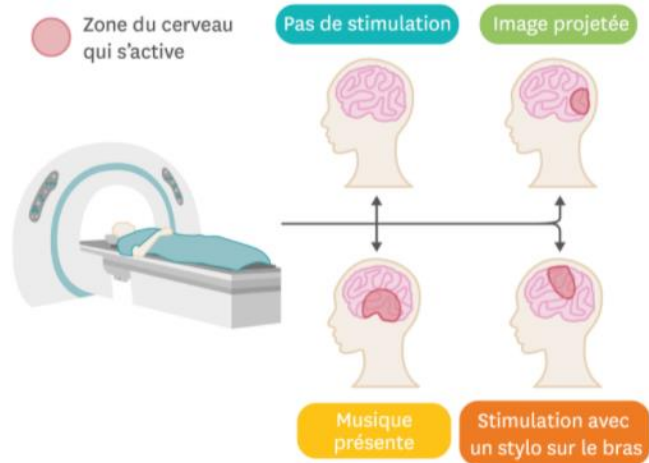 Zone du cerveau
qui s'active
Pas de stimulation
Image projetée
Musique
présente
Stimulation avec
un stylo sur le bras